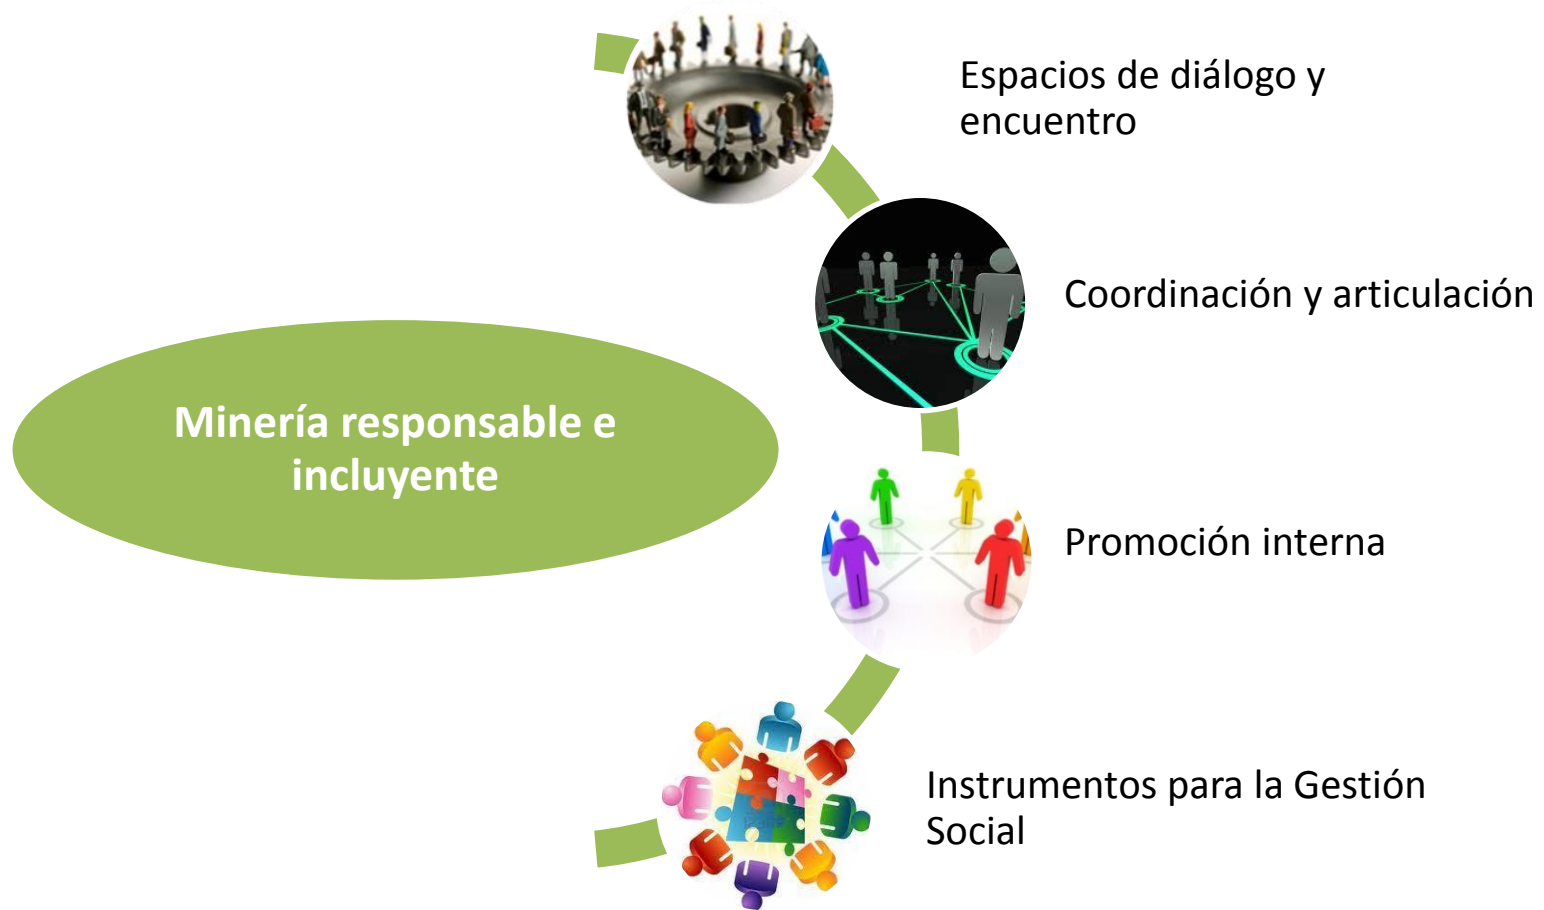 Espacios de diálogo y
encuentro
Coordinación y articulación
Minería responsable e
incluyente
Promoción interna
Instrumentos para la Gestión
Social